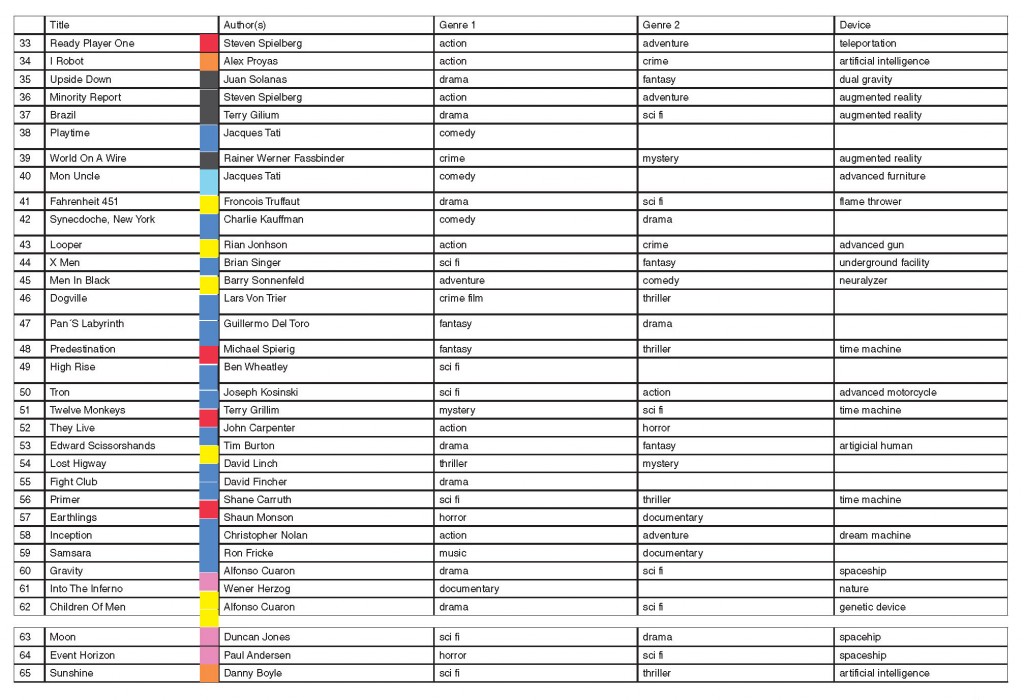 Title Author(s) Genre 1 Genre 2 Device
33 Ready Player One Steven Spielberg action adventure teleportation
34 I Robot Alex Proyas action crime artificial intelligence
35 Upside Down Juan Solanas drama fantasy dual gravity
36 Minority Report Steven Spielberg action adventure augmented reality
37 Brazil Terry Gilium drama sci fi augmented reality
38 Playtime Jacques Tati comedy
39 World On A Wire Rainer Werner Fassbinder crime mystery augmented reality
40 Mon Uncle Jacques Tati comedy advanced furniture
41 Fahrenheit 451 Froncois Truffaut drama sci fi flame thrower
42 Synecdoche, New York Charlie Kauffman comedy drama
43 Looper Rian Jonhson action crime advanced gun
44 X Men Brian Singer sci fi fantasy underground facility
45 Men In Black Barry Sonnenfeld adventure comedy neuralyzer
46 Dogville Lars Von Trier crime film thriller
47 Pan´S Labyrinth Guillermo Del Toro fantasy drama
48 Predestination Michael Spierig fantasy thriller time machine
49 High Rise Ben Wheatley sci fi
50 Tron Joseph Kosinski sci fi action advanced motorcycle
51 Twelve Monkeys Terry Grillim mystery sci fi time machine
52 They Live John Carpenter action horror
53 Edward Scissorshands Tim Burton drama fantasy artigicial human
54 Lost Higway David Linch thriller mystery
55 Fight Club David Fincher drama
56 Primer Shane Carruth sci fi thriller time machine
57 Earthlings Shaun Monson horror documentary
58 Inception Christopher Nolan action adventure dream machine
59 Samsara Ron Fricke music documentary
60 Gravity Alfonso Cuaron drama sci fi spaceship
61 Into The Inferno Wener Herzog documentary nature
62 Children Of Men Alfonso Cuaron drama sci fi genetic device
63 Moon Duncan Jones sci fi drama spacehip
64 Event Horizon Paul Andersen horror sci fi spaceship
65 Sunshine Danny Boyle sci fi thriller artificial intelligence